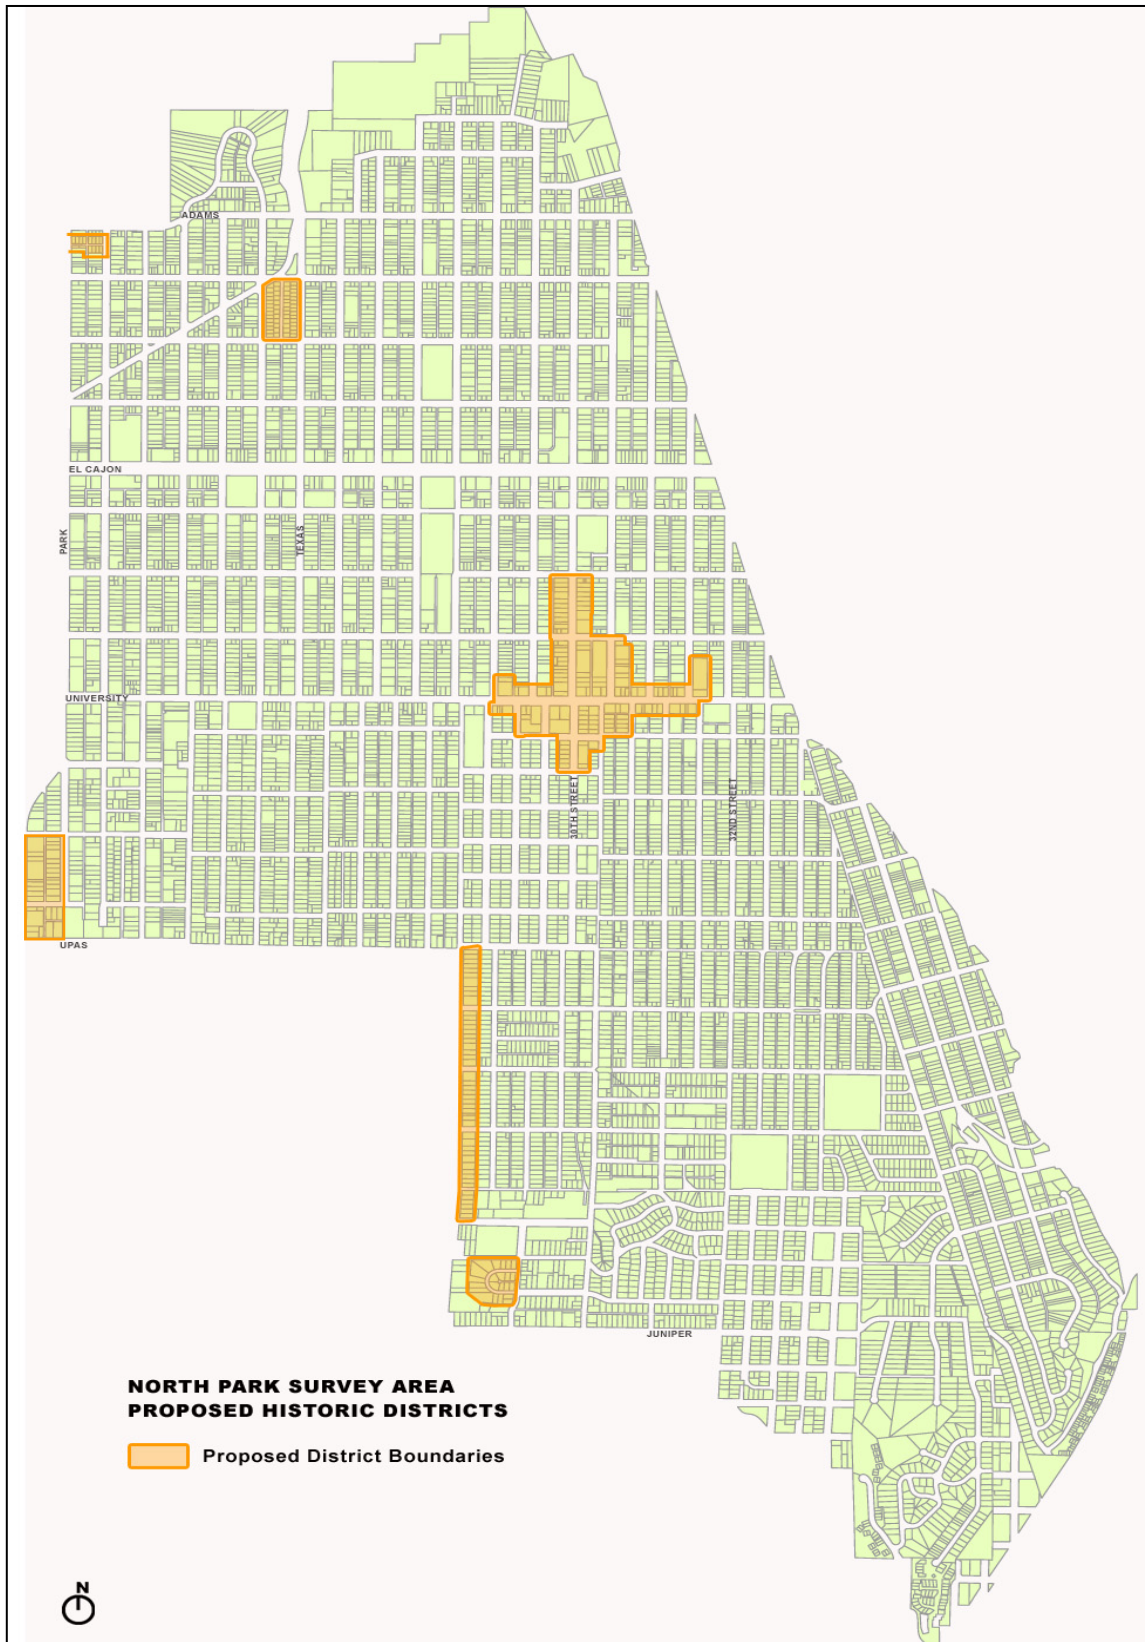 ADAMS
EL CAJON
PARK
TEXAS
UNIVERSITY
30TH STREET
32ND STREET
UPAS
JUNIPER
NORTH PARK SURVEY AREA
PROPOSED HISTORIC DISTRICTS
Proposed District Boundaries
N